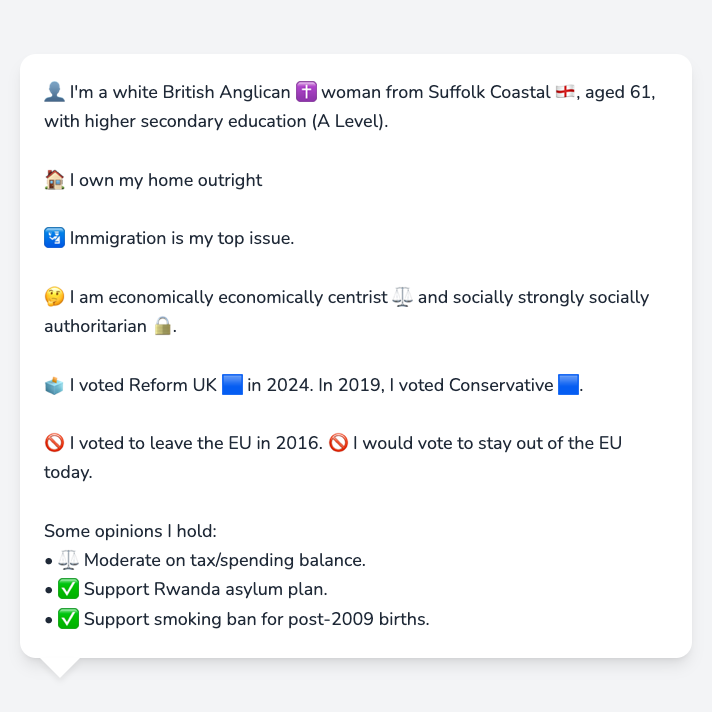 👤 I'm a white British Anglican ✝️ woman from Suffolk Coastal 🏴󠁧󠁢󠁥󠁮󠁧󠁿, aged 61,
with higher secondary education (A Level).
🏠 I own my home outright
🛂 Immigration is my top issue.
🤔 I am economically economically centrist ⚖️ and socially strongly socially
authoritarian 🔒.
🗳️ I voted Reform UK 🟦 in 2024. In 2019, I voted Conservative 🟦.
🚫 I voted to leave the EU in 2016. 🚫 I would vote to stay out of the EU
today.
Some opinions I hold:
• ⚖️ Moderate on tax/spending balance.
• ✅ Support Rwanda asylum plan.
• ✅ Support smoking ban for post-2009 births.